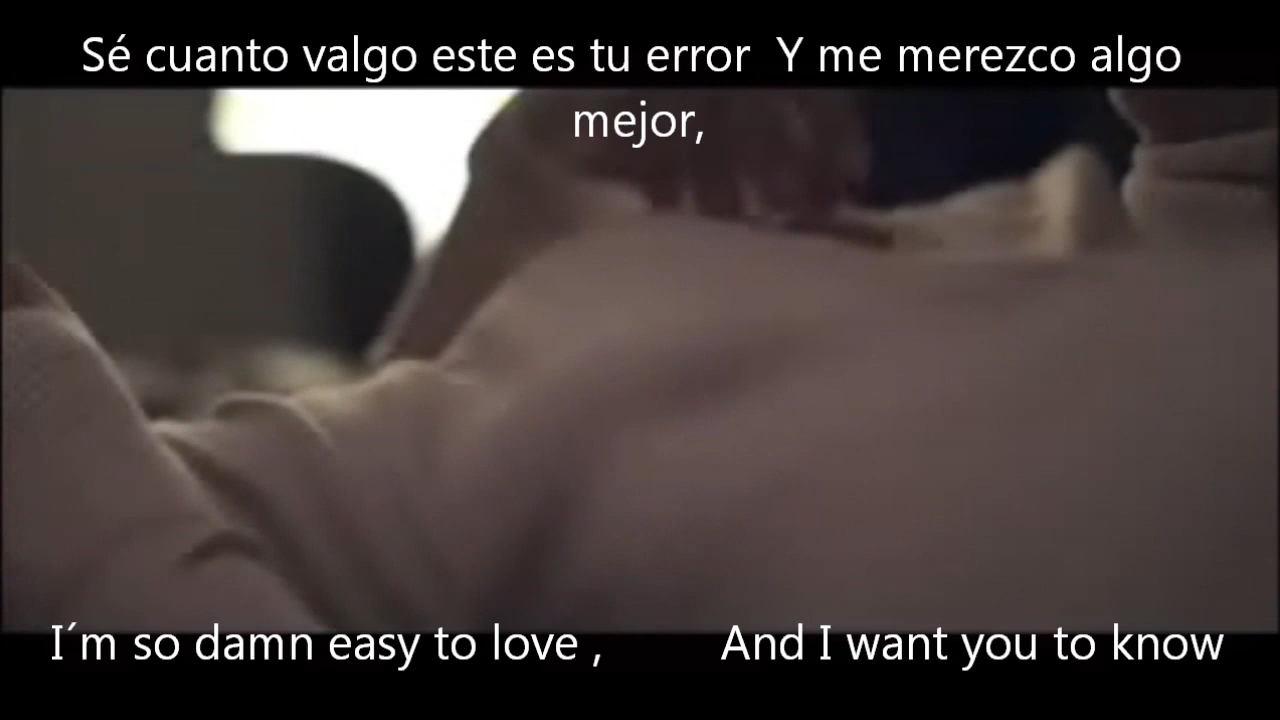 Sé cuanto valgo este es tu error  Y me merezco algo
mejor,
I´m so damn easy to love ,        And I want you to know